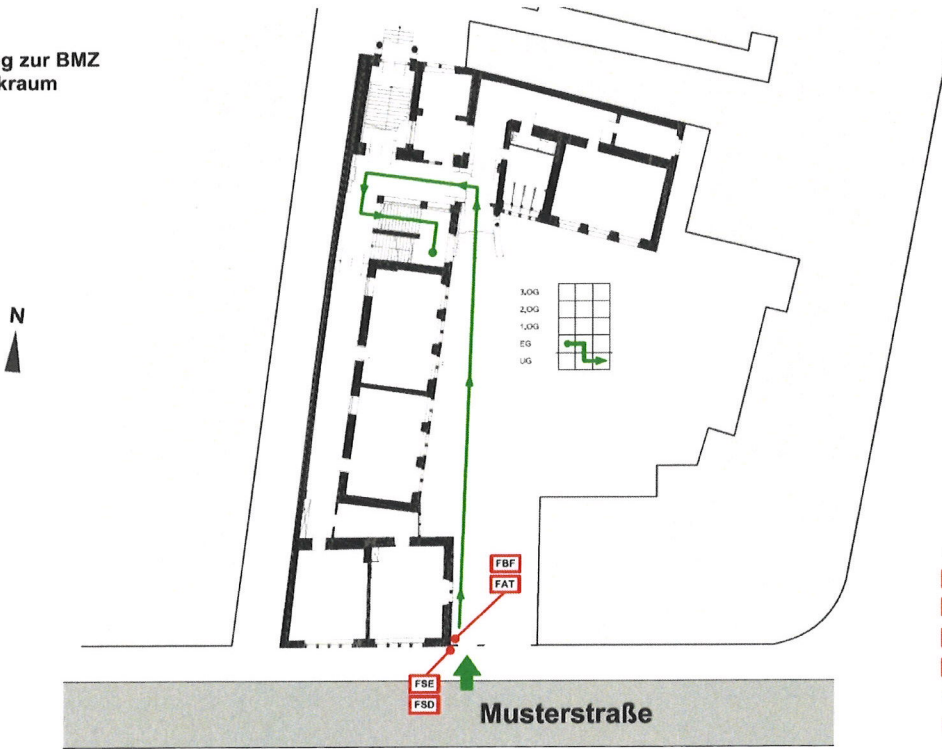 g zur BMZ
kraum
N
3.OG
2.OG
1.OG
EG
UG
FBF
FAT
FSE
FSD
Musterstraße